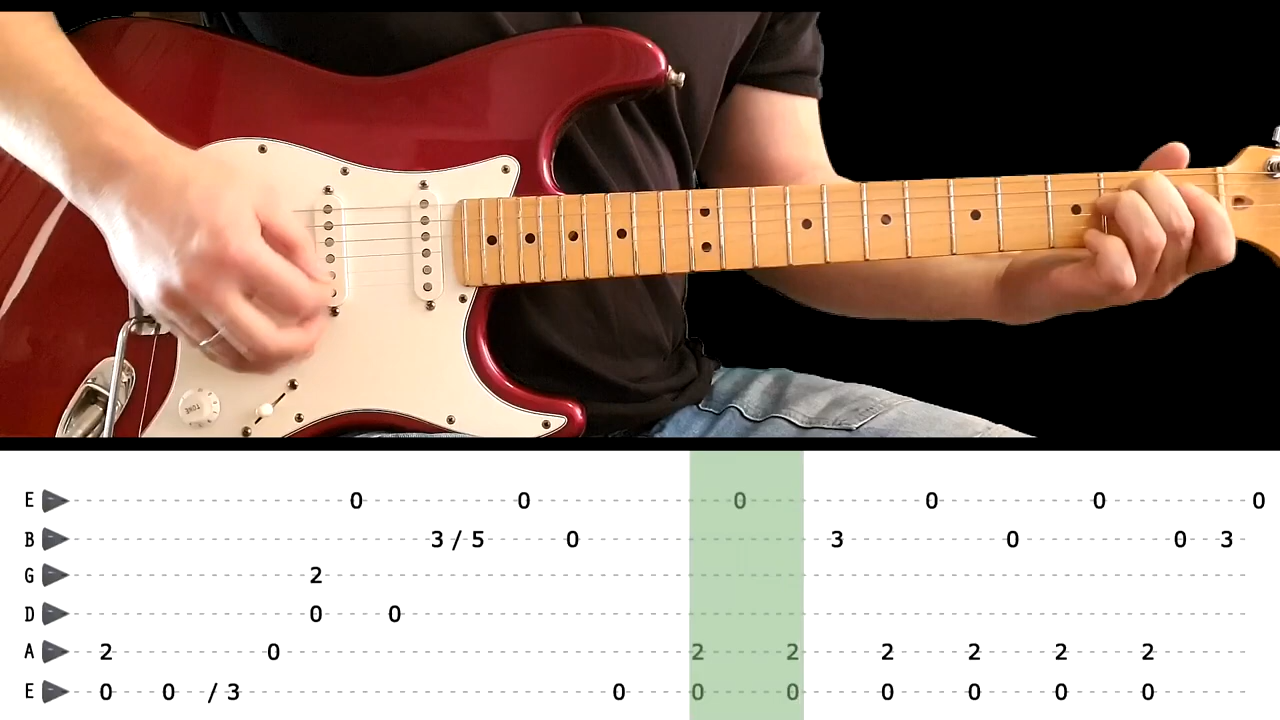 TONE
E 0 0 0 0 0 0
B 3 / 5 0 3 0 0 3
G 2
D 0 0
A 2 0 2 2 2 2 2 2
E 0 0 / 3 0 0 0 0 0 0 0